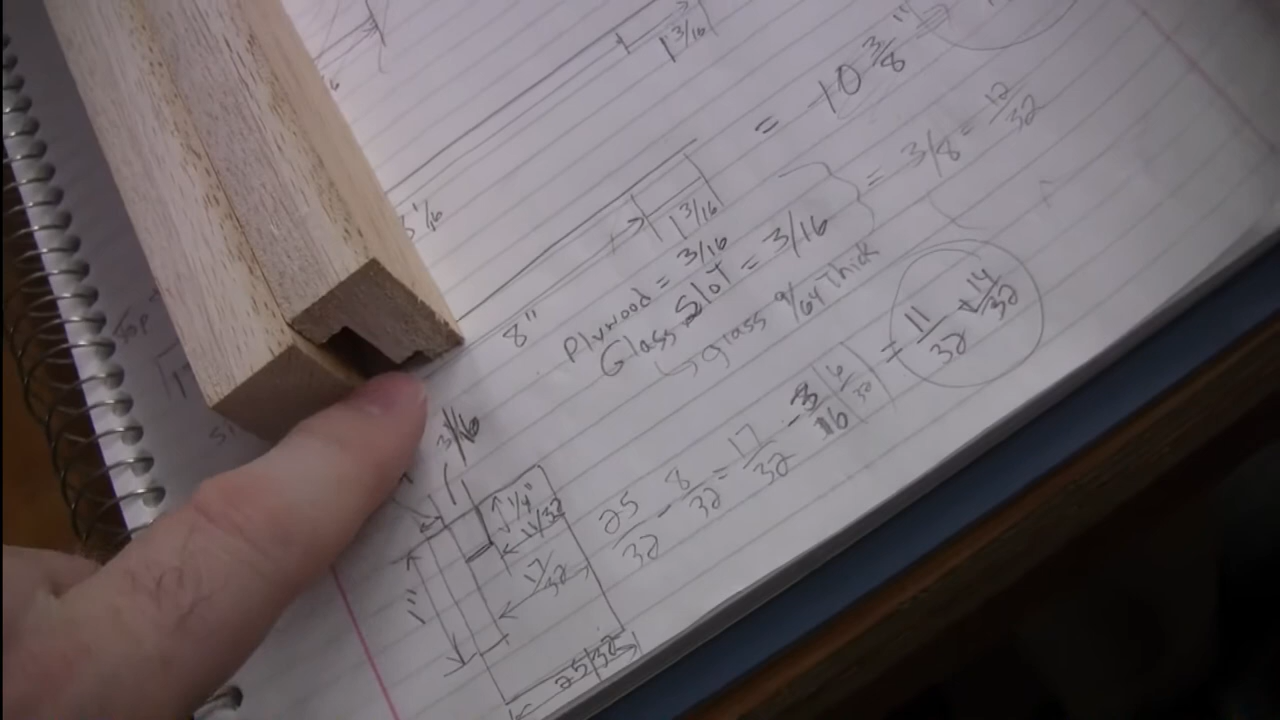 1 3/16
= 10 3/8" =
1 3/16
8"
Plywood = 3/16
Glass Slot = 3/16
= 3/8 = 12/32
↳ glass 9/64 Thick
25/32 - 8/32 = 17/32 - 3/16 | 6/32 | = 11/32
14/32
3/16
1/4"
11/32
17/32
1"
25/32